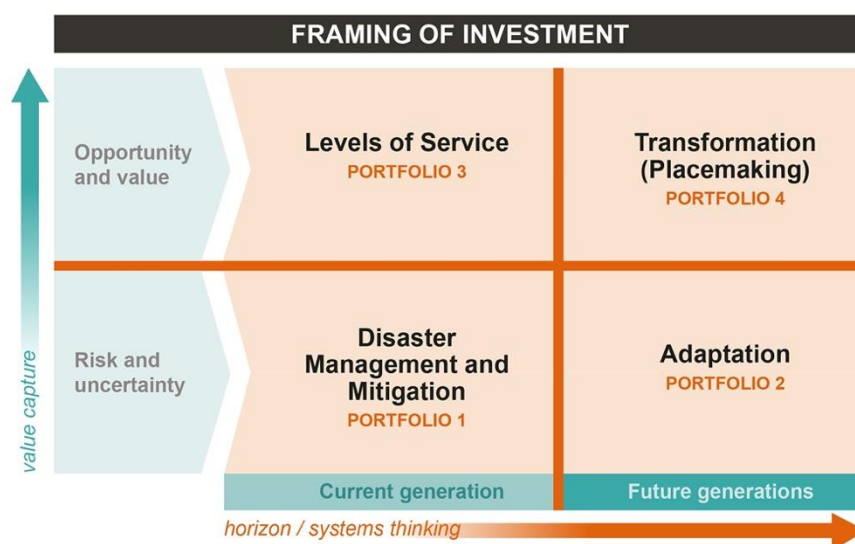 FRAMING OF INVESTMENT
Opportunity
and value
Levels of Service
PORTFOLIO 3
Transformation
(Placemaking)
PORTFOLIO 4
Risk and
uncertainty
Disaster
Management and
Mitigation
PORTFOLIO 1
Adaptation
PORTFOLIO 2
value capture
Current generation
Future generations
horizon / systems thinking